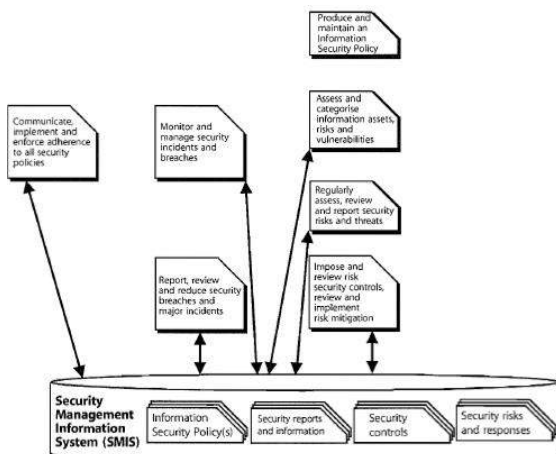 Produce and
maintain an
Information
Security Policy
Communicate,
implement and
enforce adherence
to all security
policies
Monitor and
manage security
incidents and
breaches
Assess and
categorise
information assets,
risks and
vulnerabilities
Regularly
assess, review
and report security
risks and threats
Report, review
and reduce security
breaches and
major incidents
Impose and
review risk
security controls,
review and
implement
risk mitigation
Security
Management
Information
System (SMIS)
Information
Security Policy(s)
Security reports
and information
Security
controls
Security risks
and responses